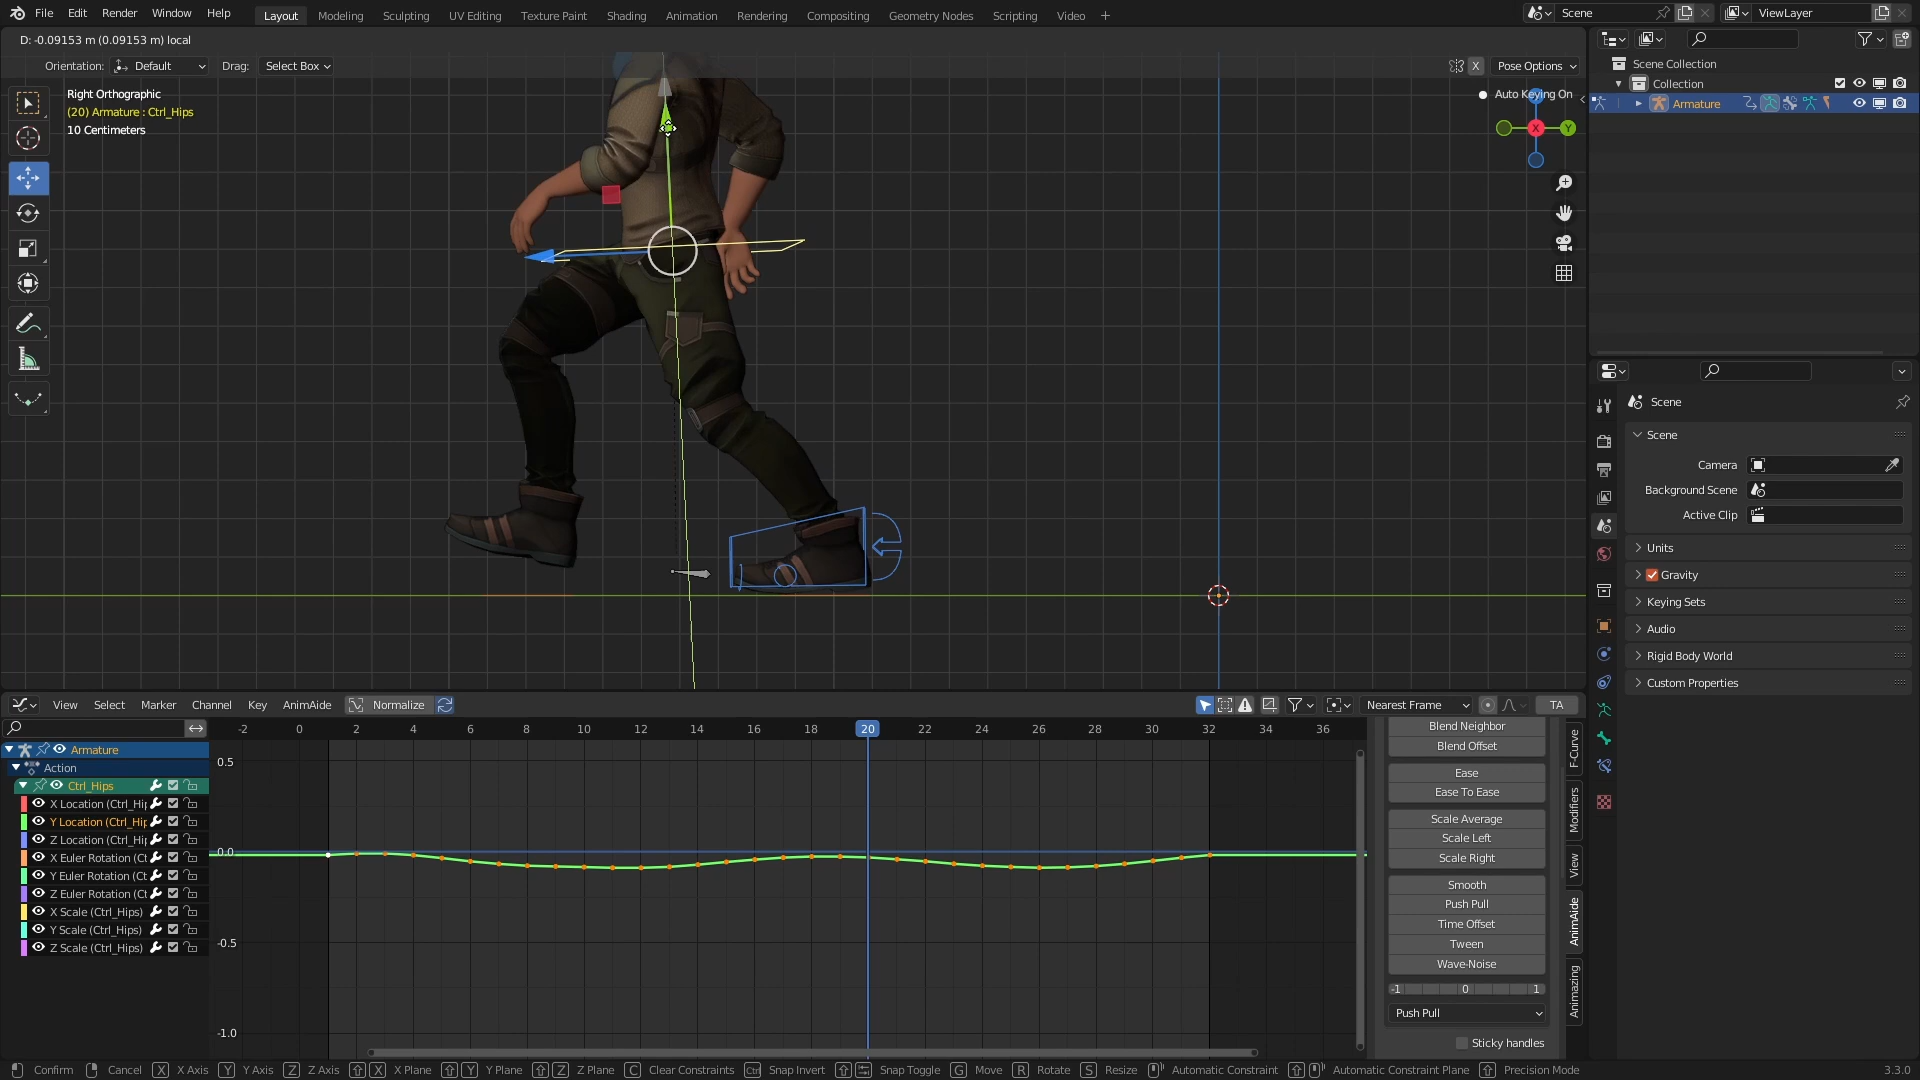 File Edit Render Window Help
Layout Modeling Sculpting UV Editing Texture Paint Shading Animation Rendering Compositing Geometry Nodes Scripting Video +
Scene ViewLayer
D: -0.09153 m (0.09153 m) local
Orientation: Default Drag: Select Box X Pose Options
Right Orthographic
(20) Armature : Ctrl_Hips
10 Centimeters
Auto Keying On
X Y
Scene Collection
Collection
Armature
Scene
Scene
Camera
Background Scene
Active Clip
Units
Gravity
Keying Sets
Audio
Rigid Body World
Custom Properties
View Select Marker Channel Key AnimAide Normalize Nearest Frame TA
-2 0 2 4 6 8 10 12 14 16 18 20 22 24 26 28 30 32 34 36
0.5
0.0
-0.5
-1.0
Armature
Action
Ctrl_Hips
X Location (Ctrl_Hip
Y Location (Ctrl_Hip
Z Location (Ctrl_Hip
X Euler Rotation (Ct
Y Euler Rotation (Ct
Z Euler Rotation (Ct
X Scale (Ctrl_Hips)
Y Scale (Ctrl_Hips)
Z Scale (Ctrl_Hips)
Blend Neighbor
Blend Offset
Ease
Ease To Ease
Scale Average
Scale Left
Scale Right
Smooth
Push Pull
Time Offset
Tween
Wave-Noise
-1 0 1
Push Pull
Sticky handles
F-Curve
Modifiers
View
AnimAide
Animazing
Confirm Cancel X X Axis Y Y Axis Z Z Axis X X Plane Y Y Plane Z Z Plane C Clear Constraints Ctrl Snap Invert Snap Toggle G Move R Rotate S Resize Automatic Constraint Automatic Constraint Plane Precision Mode 3.3.0